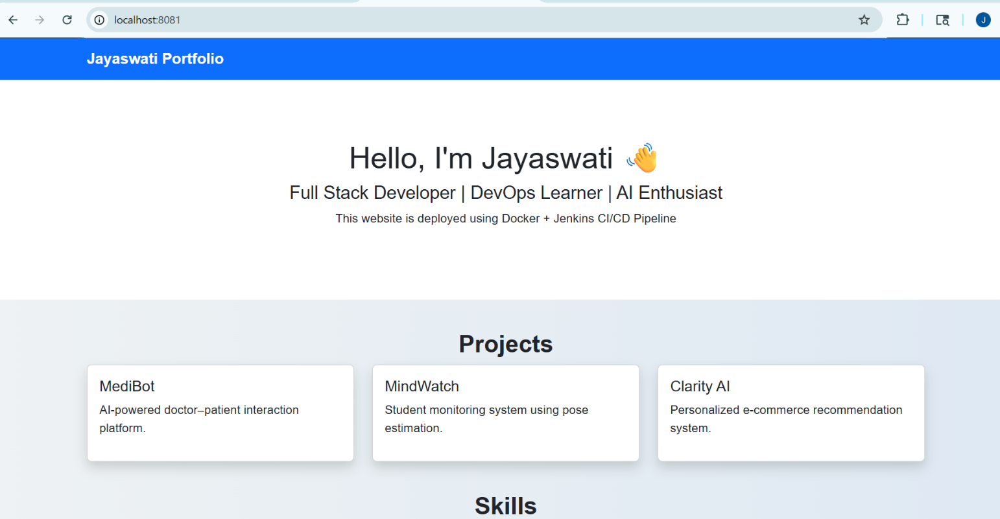 localhost:8081
J
Jayaswati Portfolio
Hello, I'm Jayaswati 👋
Full Stack Developer | DevOps Learner | AI Enthusiast
This website is deployed using Docker + Jenkins CI/CD Pipeline
Projects
MediBot
AI-powered doctor–patient interaction
platform.
MindWatch
Student monitoring system using pose
estimation.
Clarity AI
Personalized e-commerce recommendation
system.
Skills